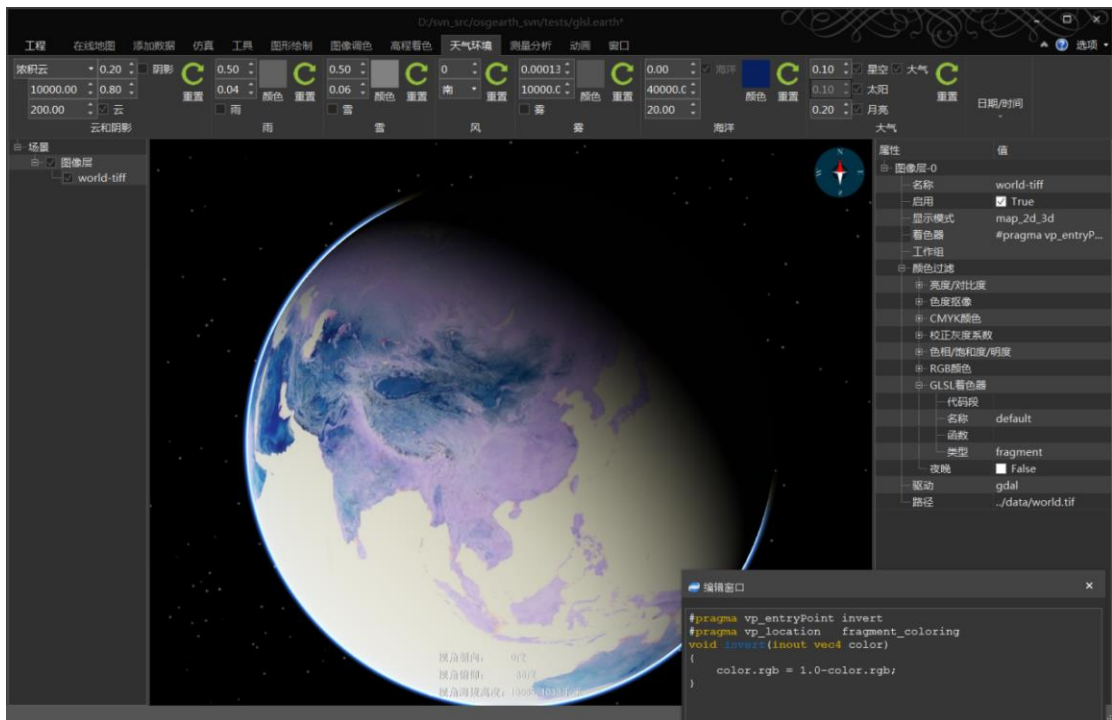 D:/svn_src/osgearth_svn/tests/glsl.earth*
工程 在线地图 添加数据 仿真 工具 图形绘制 图像调色 高程着色 天气环境 测量分析 动画 窗口 选项
浓积云 0.20 阴影 0.50 0.50 0 0.00013 0.00 海洋 0.10 星空 大气
10000.00 0.80 重置 0.04 颜色 重置 0.06 颜色 重置 南 重置 10000.0 颜色 重置 40000.0 颜色 重置 0.10 太阳 重置 日期/时间
200.00 云 雨 雪 雾 20.00 0.20 月亮
云和阴影 雨 雪 风 雾 海洋 大气
场景
图像层
world-tiff
N
属性 值
图像层-0
名称 world-tiff
启用 True
显示模式 map_2d_3d
着色器 #pragma vp_entryP...
工作组
颜色过滤
亮度/对比度
色度抠像
CMYK颜色
校正灰度系数
色相/饱和度/明度
RGB颜色
GLSL着色器
代码段
名称 default
函数
类型 fragment
夜晚 False
驱动 gdal
路径 ../data/world.tif
编辑窗口
#pragma vp_entryPoint invert
#pragma vp_location fragment_coloring
void invert(inout vec4 color)
{
color.rgb = 1.0-color.rgb;
}